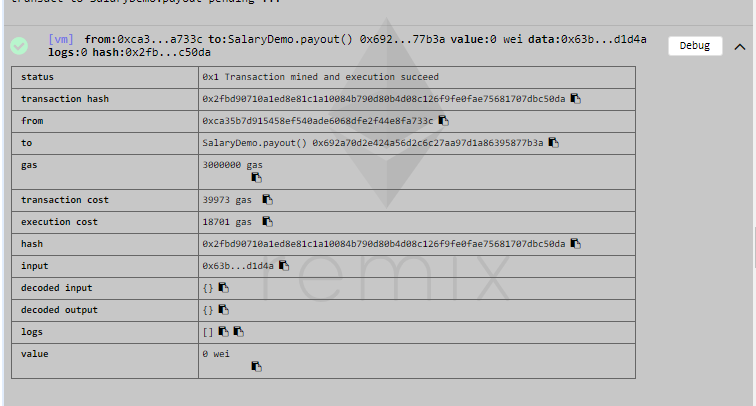 transact to SalaryDemo.payout pending ...
[vm] from:0xca3...a733c to:SalaryDemo.payout() 0x692...77b3a value:0 wei data:0x63b...d1d4a
logs:0 hash:0x2fb...c50da
Debug
status 0x1 Transaction mined and execution succeed
transaction hash 0x2fbd90710a1ed8e81c1a10084b790d80b4d08c126f9fe0fae75681707dbc50da
from 0xca35b7d915458ef540ade6068dfe2f44e8fa733c
to SalaryDemo.payout() 0x692a70d2e424a56d2c6c27aa97d1a86395877b3a
gas 3000000 gas
transaction cost 39973 gas
execution cost 18701 gas
hash 0x2fbd90710a1ed8e81c1a10084b790d80b4d08c126f9fe0fae75681707dbc50da
input 0x63b...d1d4a
decoded input {}
decoded output {}
logs []
value 0 wei
remix